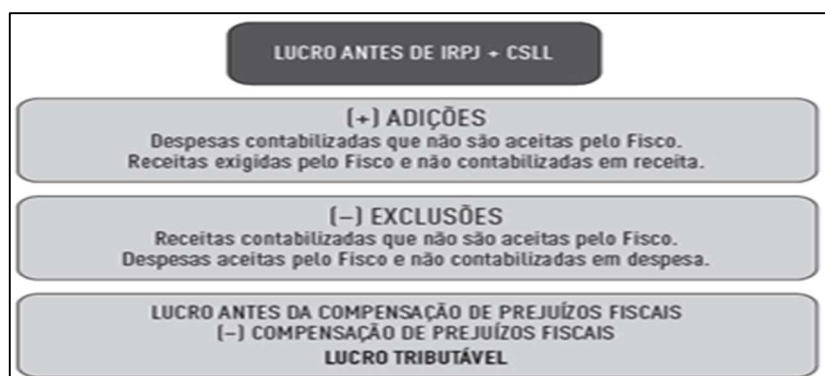 LUCRO ANTES DE IRPJ + CSLL
(+) ADIÇÕES
Despesas contabilizadas que não são aceitas pelo Fisco.
Receitas exigidas pelo Fisco e não contabilizadas em receita.
(–) EXCLUSÕES
Receitas contabilizadas que não são aceitas pelo Fisco.
Despesas aceitas pelo Fisco e não contabilizadas em despesa.
LUCRO ANTES DA COMPENSAÇÃO DE PREJUÍZOS FISCAIS
(–) COMPENSAÇÃO DE PREJUÍZOS FISCAIS
LUCRO TRIBUTÁVEL